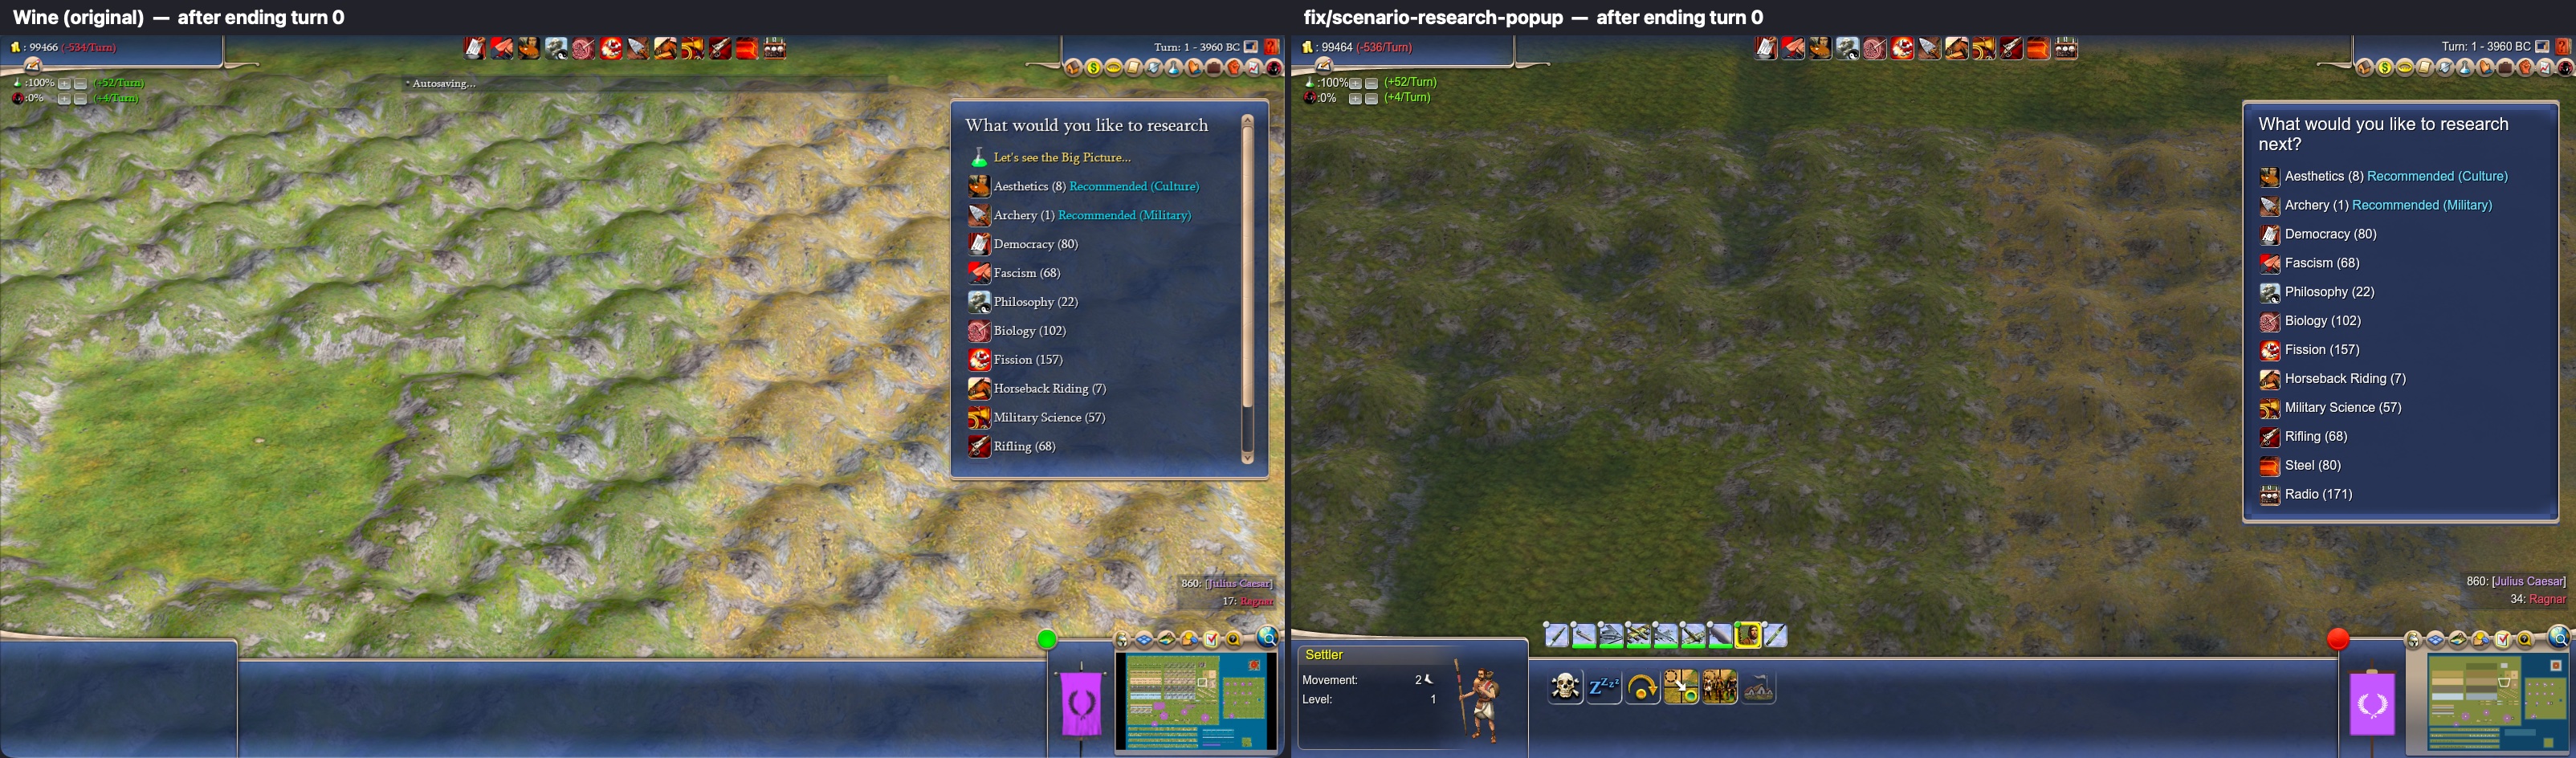 Wine (original) — after ending turn 0
: 99466 (-534/Turn)
Turn: 1 - 3960 BC
:100% (+52/Turn)
:0% (+4/Turn)
* Autosaving...
What would you like to research
Let's see the Big Picture...
Aesthetics (8) Recommended (Culture)
Archery (1) Recommended (Military)
Democracy (80)
Fascism (68)
Philosophy (22)
Biology (102)
Fission (157)
Horseback Riding (7)
Military Science (57)
Rifling (68)
860: [Julius Caesar]
17: Ragnar
fix/scenario-research-popup — after ending turn 0
: 99464 (-536/Turn)
Turn: 1 - 3960 BC
:100% (+52/Turn)
:0% (+4/Turn)
What would you like to research
next?
Aesthetics (8) Recommended (Culture)
Archery (1) Recommended (Military)
Democracy (80)
Fascism (68)
Philosophy (22)
Biology (102)
Fission (157)
Horseback Riding (7)
Military Science (57)
Rifling (68)
Steel (80)
Radio (171)
860: [Julius Caesar]
34: Ragnar
Settler
Movement: 2
Level: 1
ZZZZZ